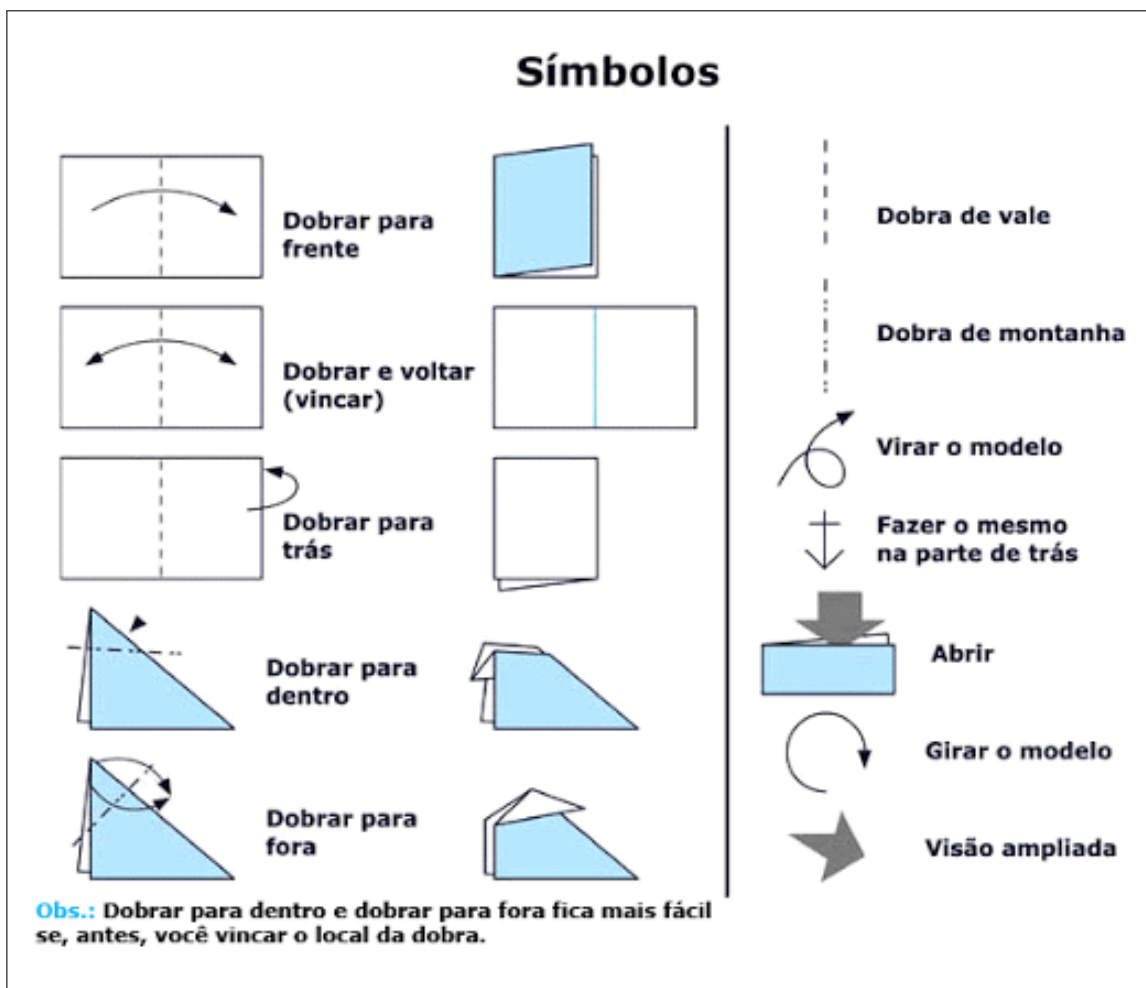 Símbolos
Dobrar para
frente
Dobrar e voltar
(vincar)
Dobrar para
trás
Dobrar para
dentro
Dobrar para
fora
Obs.: Dobrar para dentro e dobrar para fora fica mais fácil
se, antes, você vincar o local da dobra.
Dobra de vale
Dobra de montanha
Virar o modelo
Fazer o mesmo
na parte de trás
Abrir
Girar o modelo
Visão ampliada